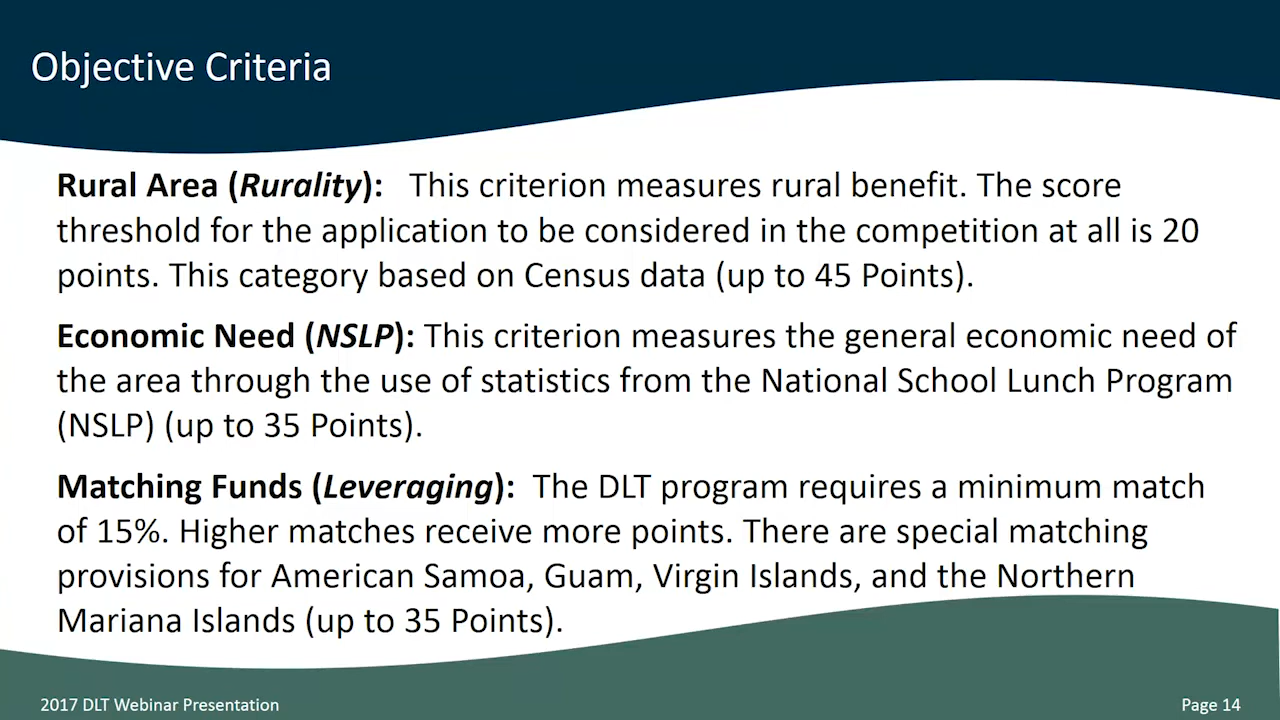 Objective Criteria
Rural Area (Rurality): This criterion measures rural benefit. The score
threshold for the application to be considered in the competition at all is 20
points. This category based on Census data (up to 45 Points).
Economic Need (NSLP): This criterion measures the general economic need of
the area through the use of statistics from the National School Lunch Program
(NSLP) (up to 35 Points).
Matching Funds (Leveraging): The DLT program requires a minimum match
of 15%. Higher matches receive more points. There are special matching
provisions for American Samoa, Guam, Virgin Islands, and the Northern
Mariana Islands (up to 35 Points).
2017 DLT Webinar Presentation
Page 14